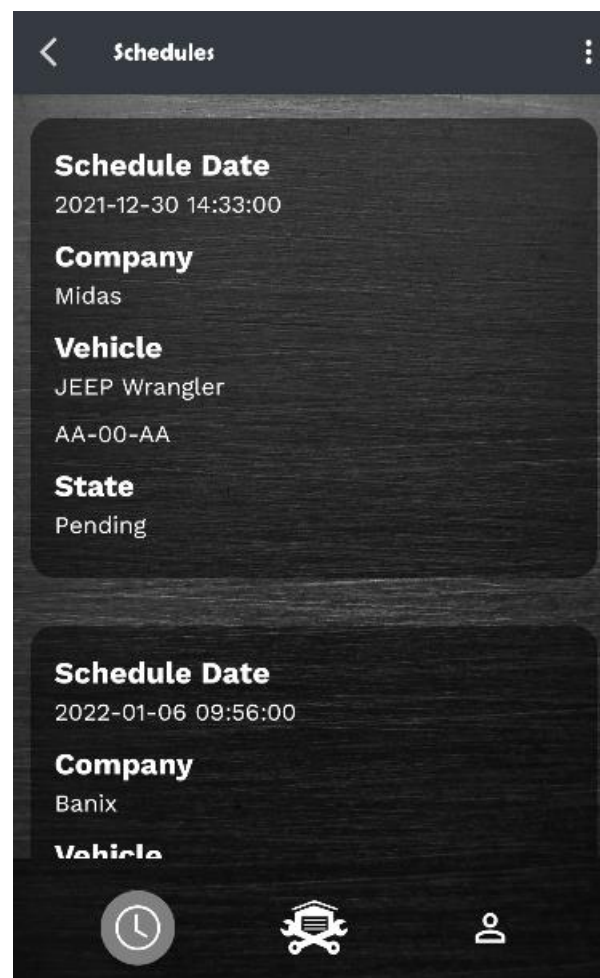 Schedules
Schedule Date
2021-12-30 14:33:00
Company
Midas
Vehicle
JEEP Wrangler
AA-00-AA
State
Pending
Schedule Date
2022-01-06 09:56:00
Company
Banix
Vehicle